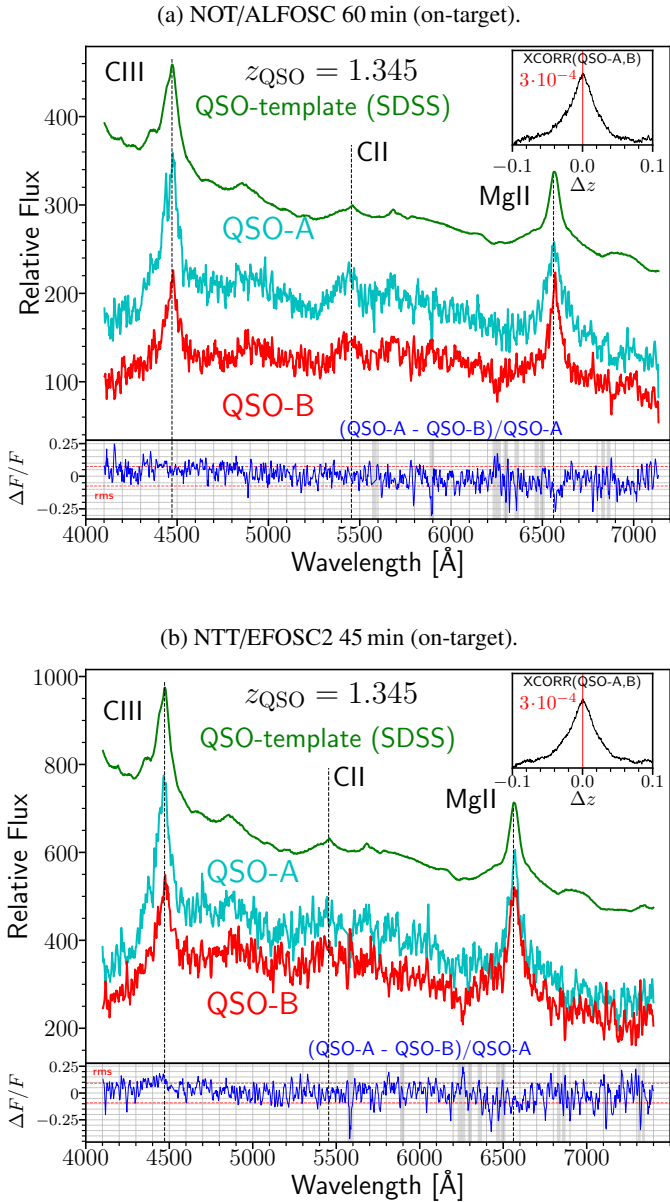 (a) NOT/ALFOSC 60 min (on-target).
CIII
z_QSO = 1.345
QSO-template (SDSS)
CII
MgII
QSO-A
QSO-B
XCORR(QSO-A,B)
3·10⁻⁴
−0.1 0.0 0.1
Δz
400
300
200
100
Relative Flux
(QSO-A - QSO-B)/QSO-A
0.25
0
−0.25
rms
ΔF/F
4000 4500 5000 5500 6000 6500 7000
Wavelength [Å]
(b) NTT/EFOSC2 45 min (on-target).
CIII
z_QSO = 1.345
QSO-template (SDSS)
CII
MgII
QSO-A
QSO-B
XCORR(QSO-A,B)
3·10⁻⁴
−0.1 0.0 0.1
Δz
1000
800
600
400
200
Relative Flux
(QSO-A - QSO-B)/QSO-A
0.25
0
−0.25
rms
ΔF/F
4000 4500 5000 5500 6000 6500 7000
Wavelength [Å]